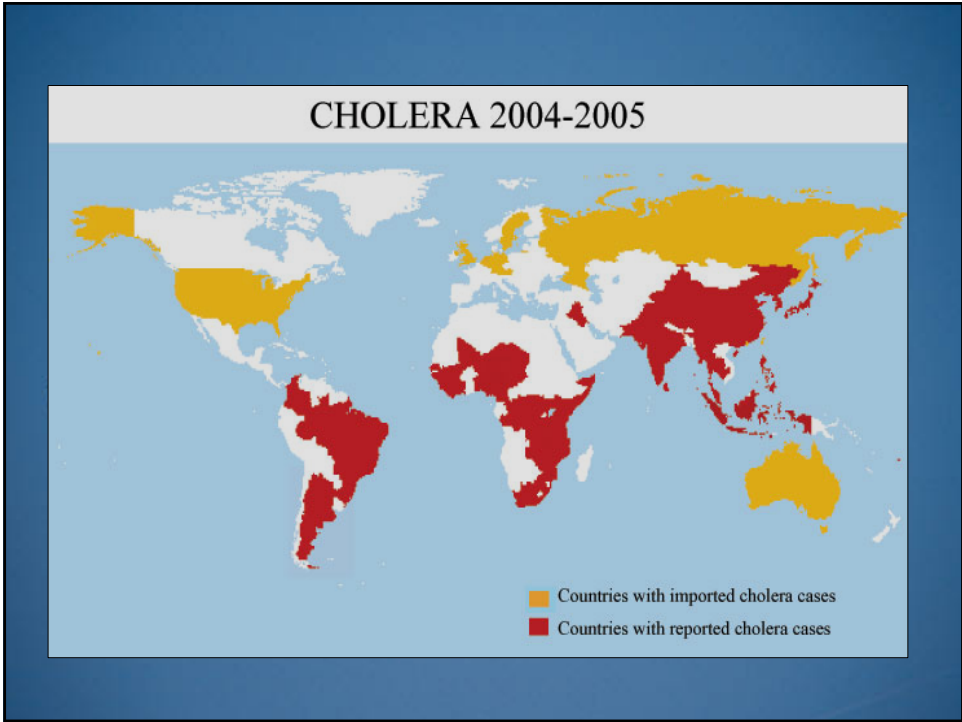 CHOLERA 2004-2005
Countries with imported cholera cases
Countries with reported cholera cases